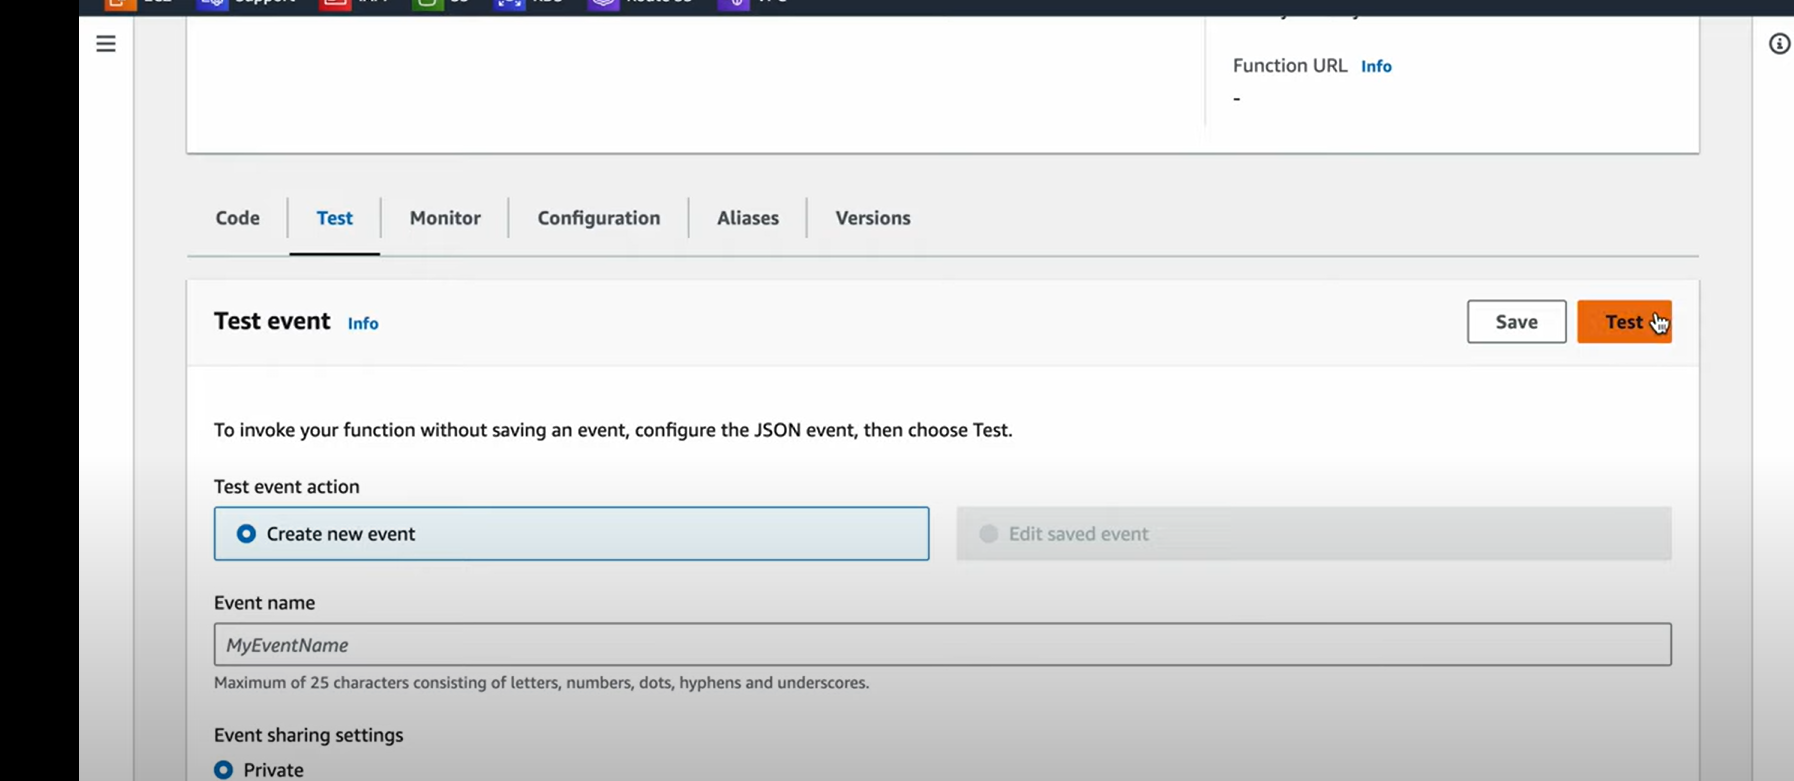 Support
Function URL Info
-
Code Test Monitor Configuration Aliases Versions
Test event Info
Save Test
To invoke your function without saving an event, configure the JSON event, then choose Test.
Test event action
Create new event Edit saved event
Event name
MyEventName
Maximum of 25 characters consisting of letters, numbers, dots, hyphens and underscores.
Event sharing settings
Private